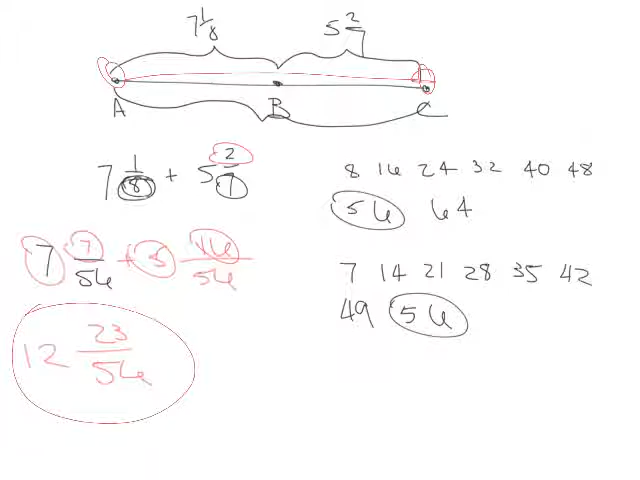 7 1/8 5 2/7
A B C
7 1/8 + 5 2/7
8 16 24 32 40 48
56 64
7 7/56 + 5 16/56
7 14 21 28 35 42
49 56
12 23/56